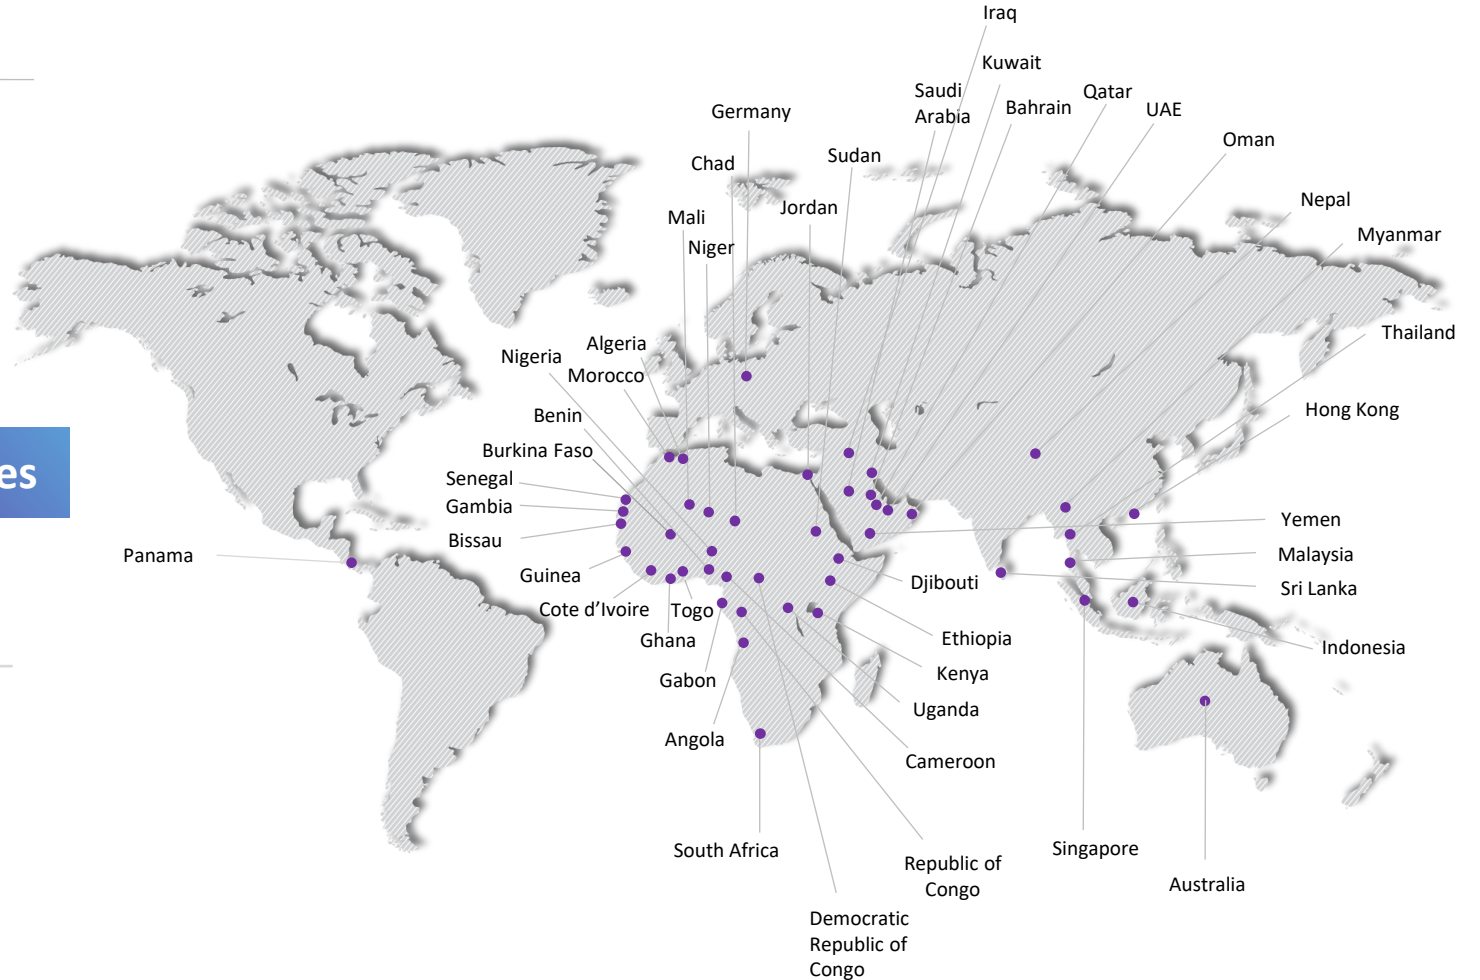 Iraq
Kuwait
Saudi
Arabia
Bahrain
Qatar
UAE
Oman
Germany
Chad
Sudan
Jordan
Mali
Niger
Nepal
Myanmar
Thailand
Hong Kong
Algeria
Nigeria
Morocco
Benin
Burkina Faso
Senegal
Gambia
Bissau
es
Panama
Guinea
Cote d’Ivoire
Togo
Ghana
Gabon
Angola
Yemen
Malaysia
Sri Lanka
Djibouti
Ethiopia
Kenya
Uganda
Cameroon
Indonesia
South Africa
Republic of
Congo
Singapore
Australia
Democratic
Republic of
Congo